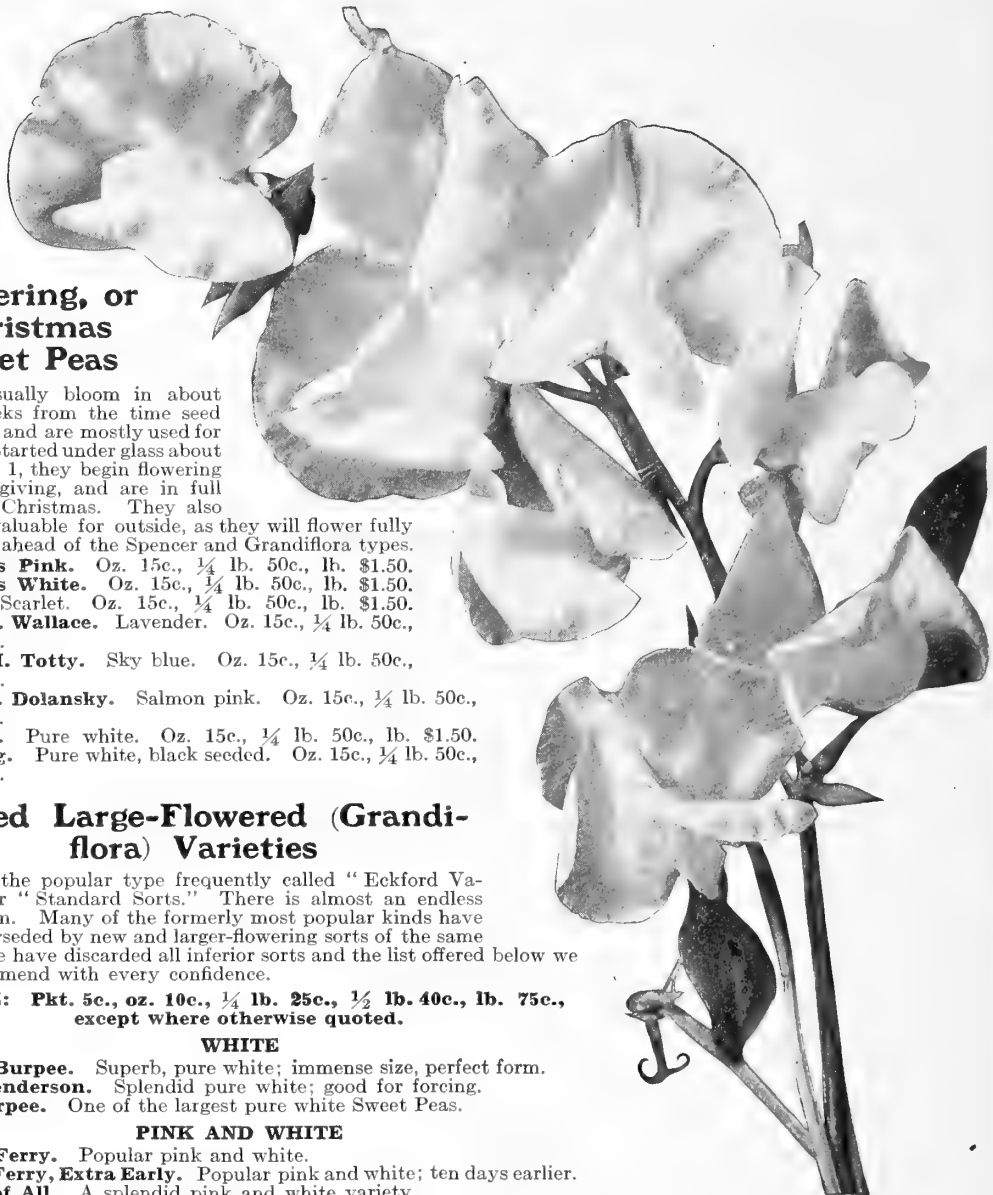 ering, or
ristmas
et Peas
sually bloom in about
ks from the time seed
and are mostly used for
tarted under glass about
1, they begin flowering
giving, and are in full
Christmas. They also
aluable for outside, as they will flower fully
ahead of the Spencer and Grandiflora types.
s Pink. Oz. 15c., ¼ lb. 50c., lb. $1.50.
s White. Oz. 15c., ¼ lb. 50c., lb. $1.50.
Scarlet. Oz. 15c., ¼ lb. 50c., lb. $1.50.
. Wallace. Lavender. Oz. 15c., ¼ lb. 50c.,
.
I. Totty. Sky blue. Oz. 15c., ¼ lb. 50c.,
.
. Dolansky. Salmon pink. Oz. 15c., ¼ lb. 50c.,
.
. Pure white. Oz. 15c., ¼ lb. 50c., lb. $1.50.
g. Pure white, black seeded. Oz. 15c., ¼ lb. 50c.,
.
ed Large-Flowered (Grandi-
flora) Varieties
the popular type frequently called " Eckford Va-
r " Standard Sorts." There is almost an endless
n. Many of the formerly most popular kinds have
rseded by new and larger-flowering sorts of the same
e have discarded all inferior sorts and the list offered below we
mend with every confidence.
: Pkt. 5c., oz. 10c., ¼ lb. 25c., ½ lb. 40c., lb. 75c.,
except where otherwise quoted.
WHITE
Burpee. Superb, pure white; immense size, perfect form.
enderson. Splendid pure white; good for forcing.
rpee. One of the largest pure white Sweet Peas.
PINK AND WHITE
Ferry. Popular pink and white.
Ferry, Extra Early. Popular pink and white; ten days earlier.
of All. A splendid pink and white variety.